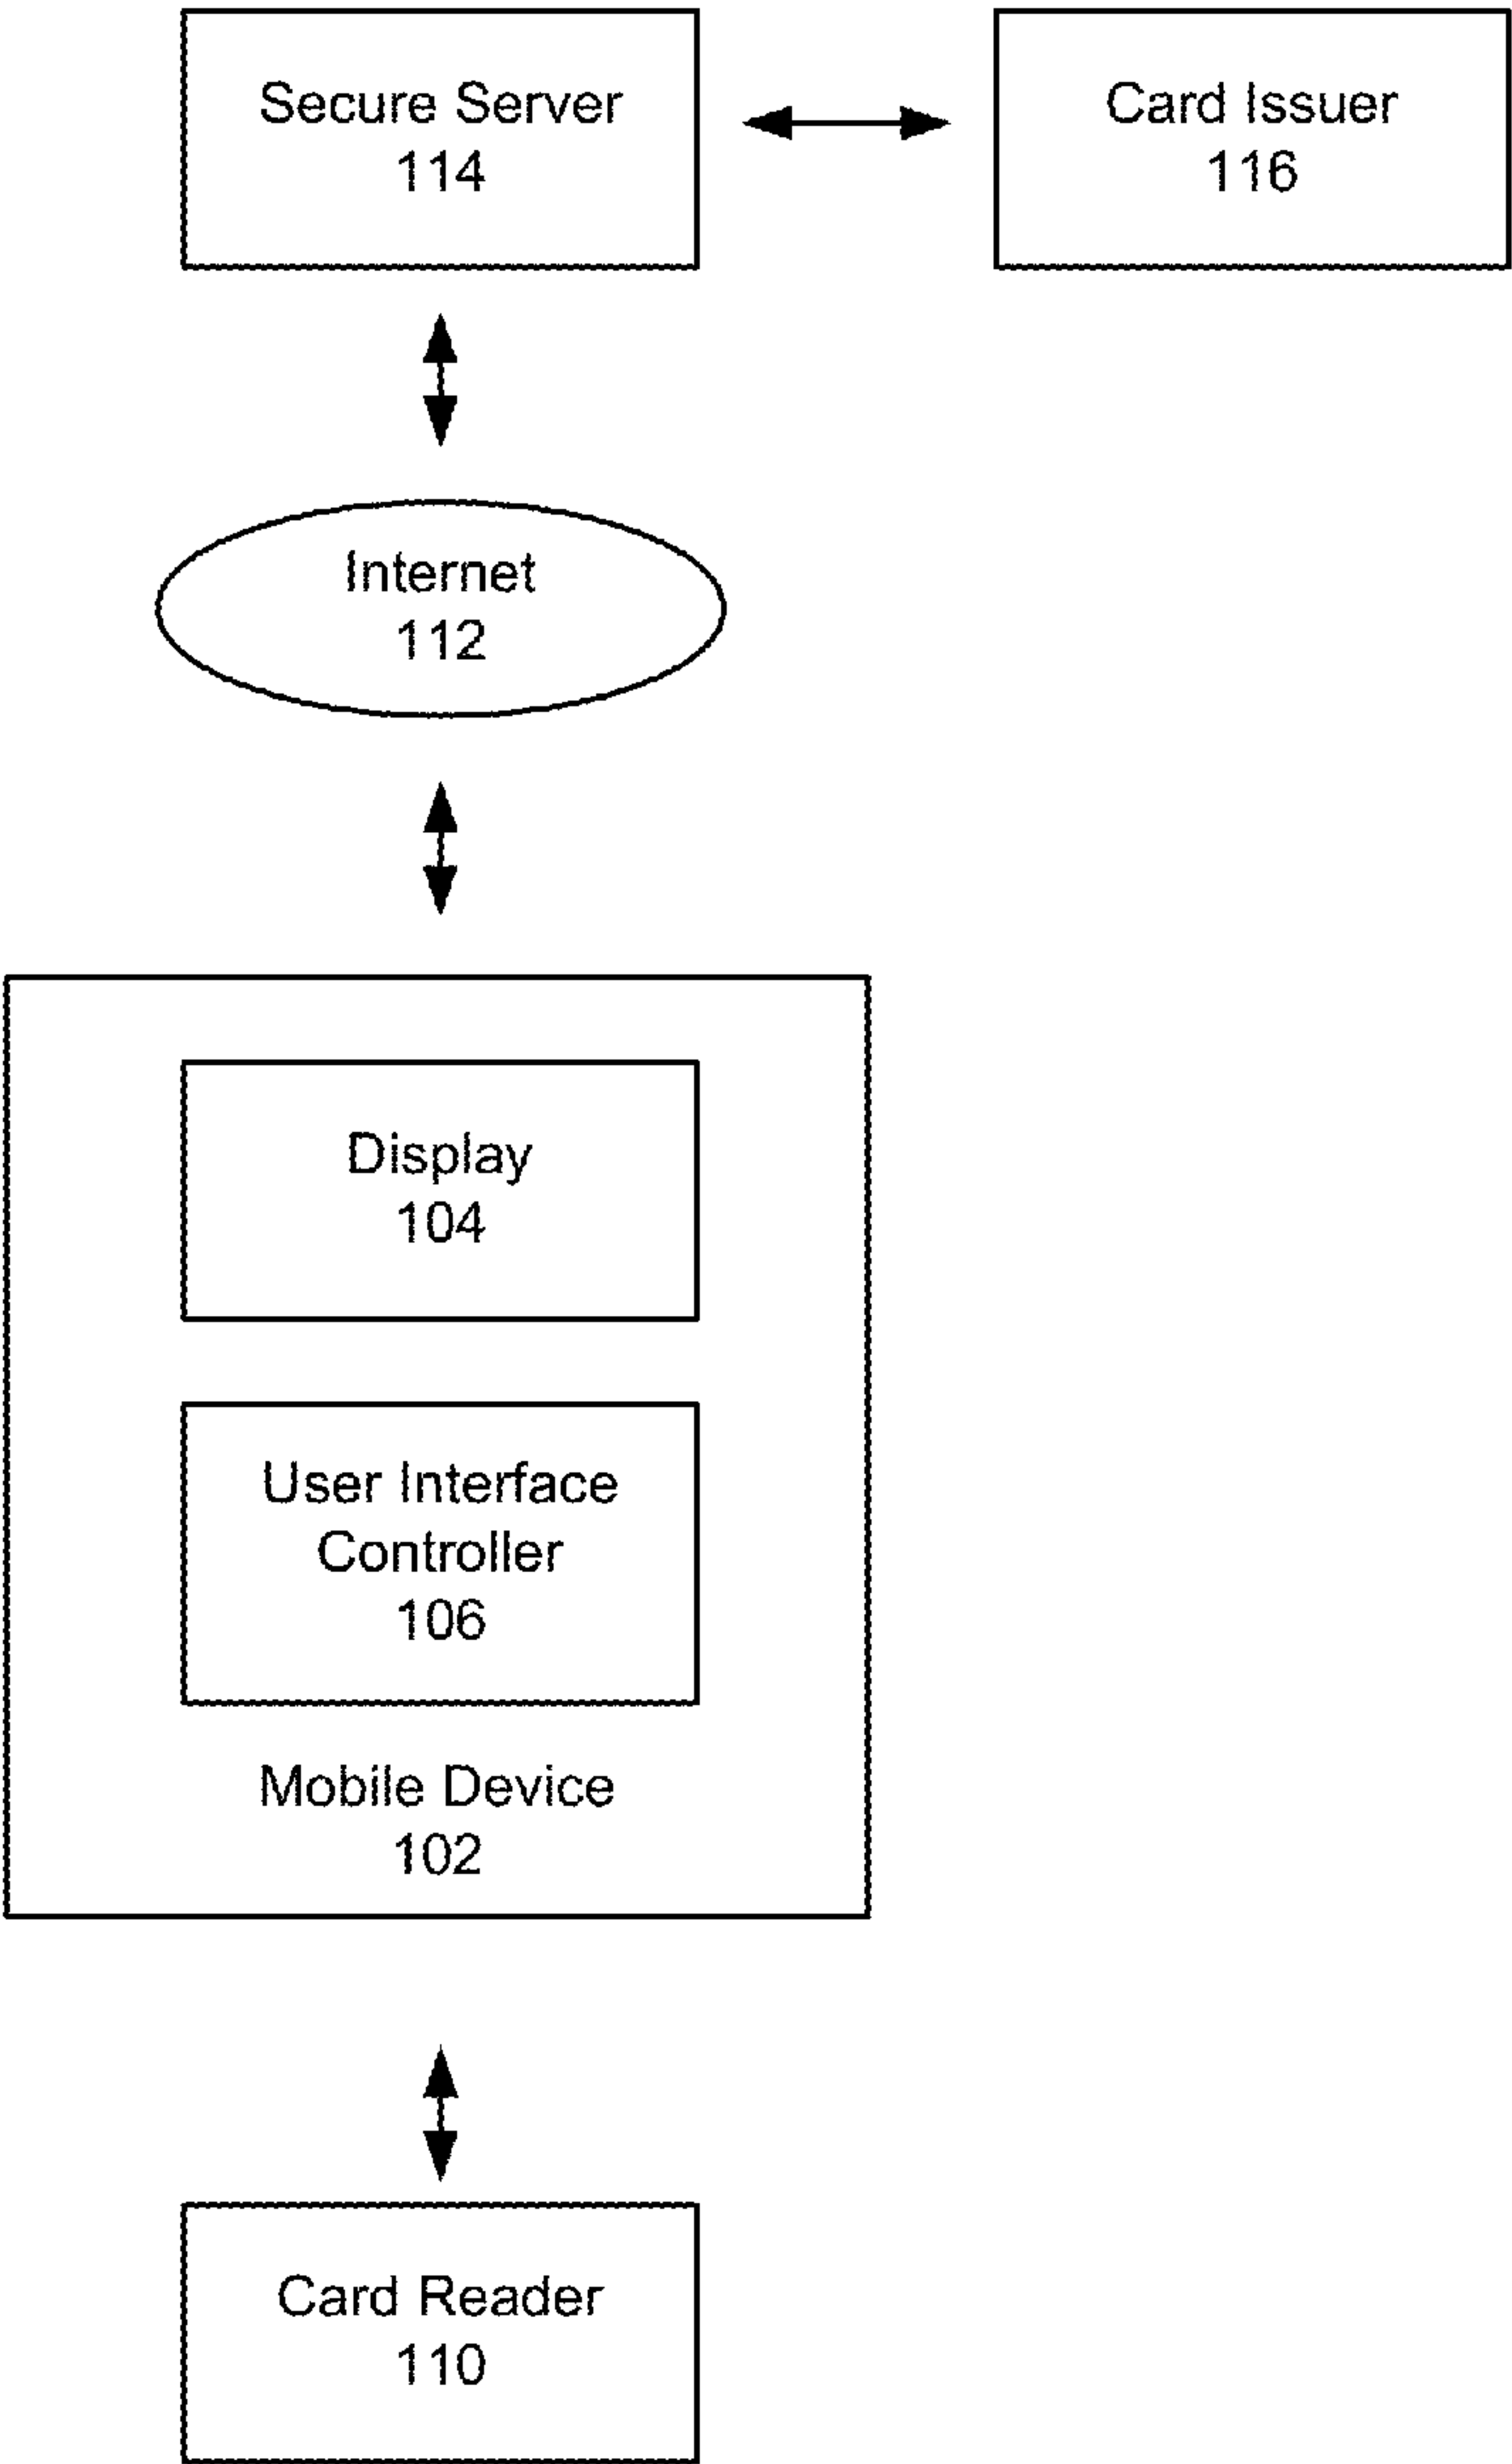 Secure Server
114
Card Issuer
116
Internet
112
Display
104
User Interface
Controller
106
Mobile Device
102
Card Reader
110